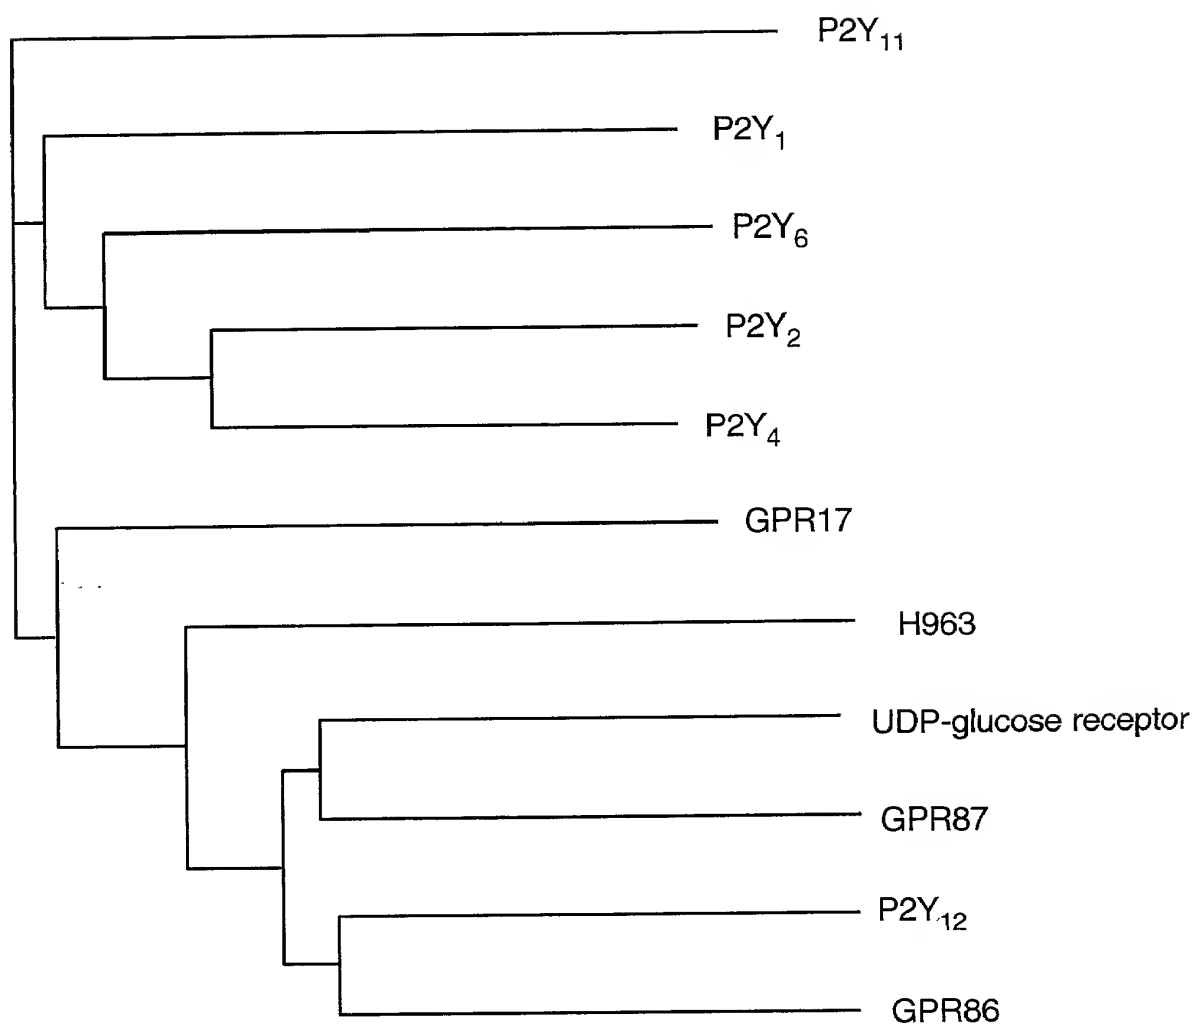 P2Y₁₁
P2Y₁
P2Y₆
P2Y₂
P2Y₄
GPR17
H963
UDP-glucose receptor
GPR87
P2Y₁₂
GPR86